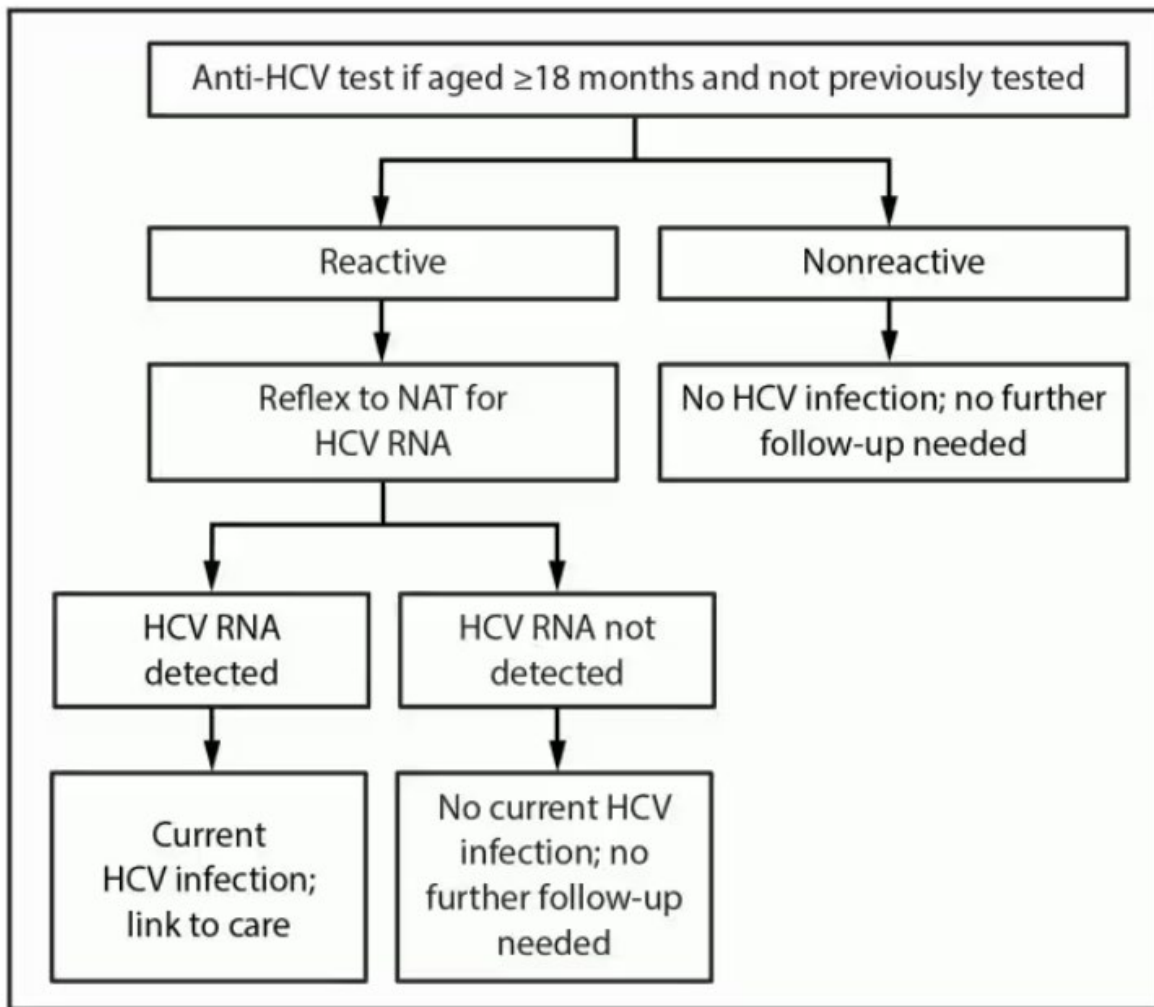 Anti-HCV test if aged ≥18 months and not previously tested
Reactive
Nonreactive
Reflex to NAT for
HCV RNA
No HCV infection; no further
follow-up needed
HCV RNA
detected
HCV RNA not
detected
Current
HCV infection;
link to care
No current HCV
infection; no
further follow-up
needed